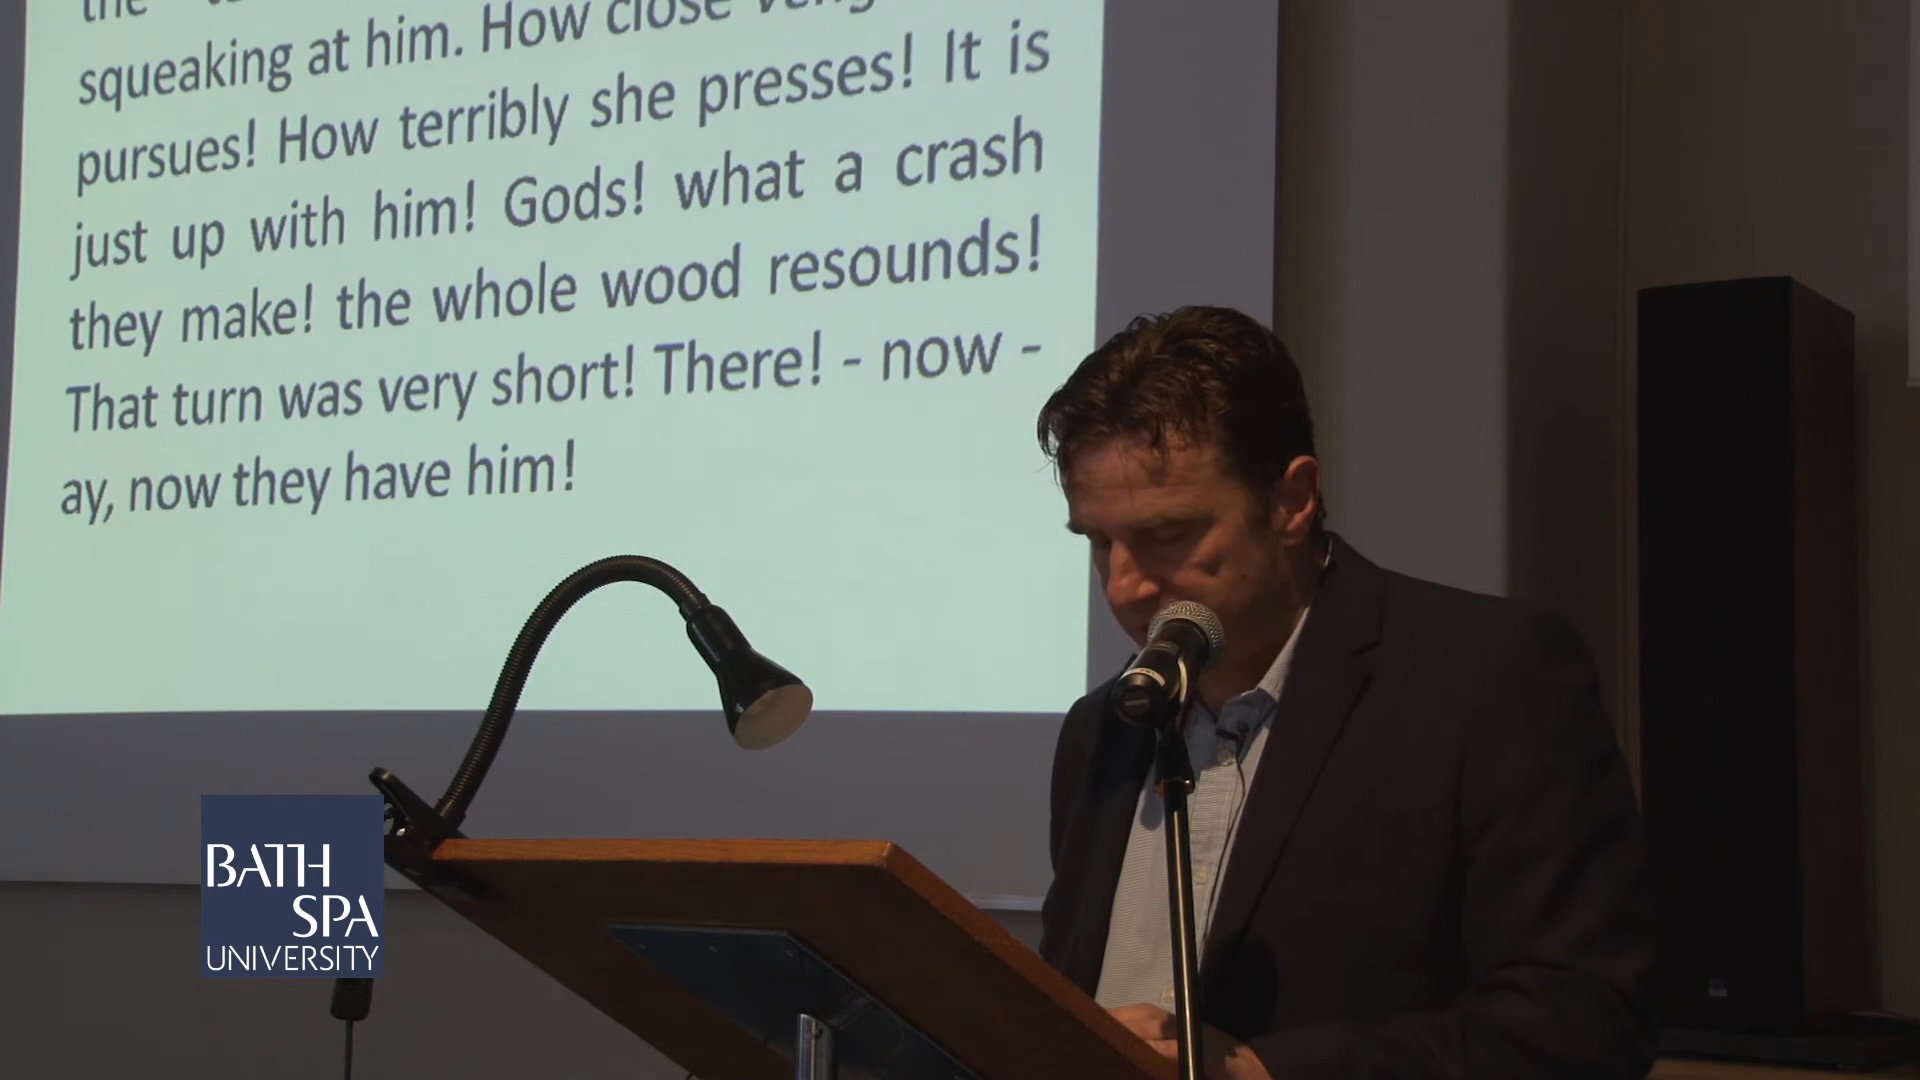 the
squeaking at him. How close
pursues! How terribly she presses! It is
just up with him! Gods! what a crash
they make! the whole wood resounds!
That turn was very short! There! - now -
ay, now they have him!
BATH
SPA
UNIVERSITY